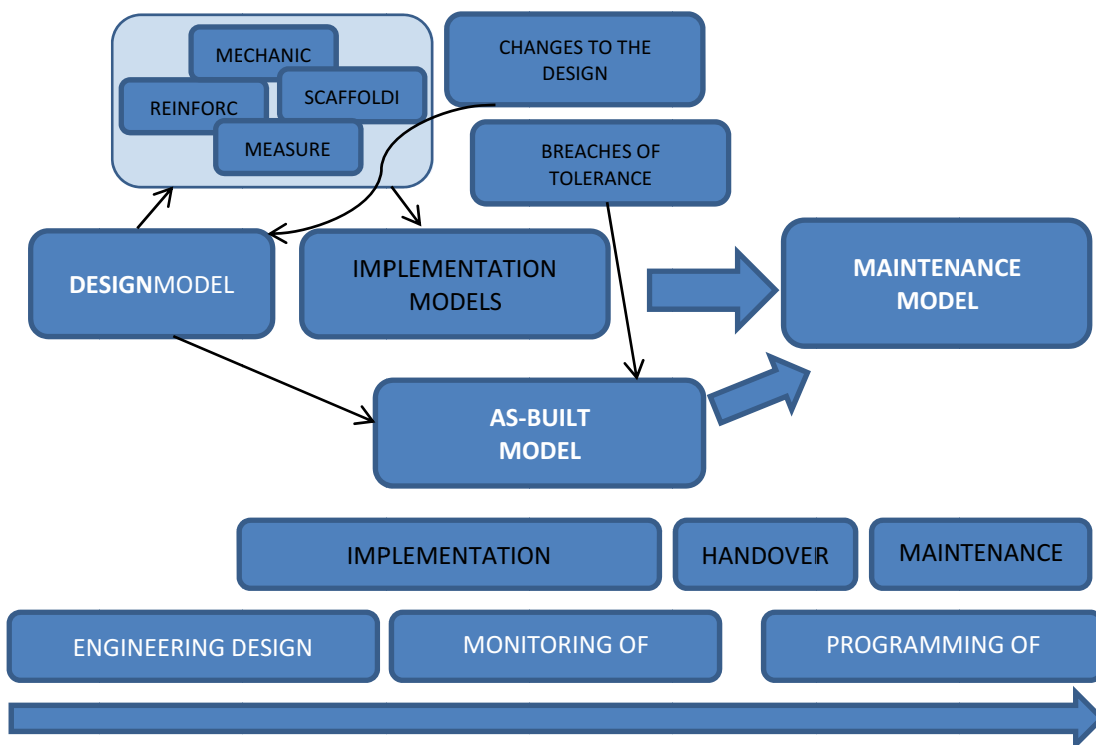 MECHANIC
REINFORC
SCAFFOLDI
MEASURE
CHANGES TO THE
DESIGN
BREACHES OF
TOLERANCE
DESIGNMODEL
IMPLEMENTATION
MODELS
MAINTENANCE
MODEL
AS-BUILT
MODEL
IMPLEMENTATION
HANDOVER
MAINTENANCE
ENGINEERING DESIGN
MONITORING OF
PROGRAMMING OF